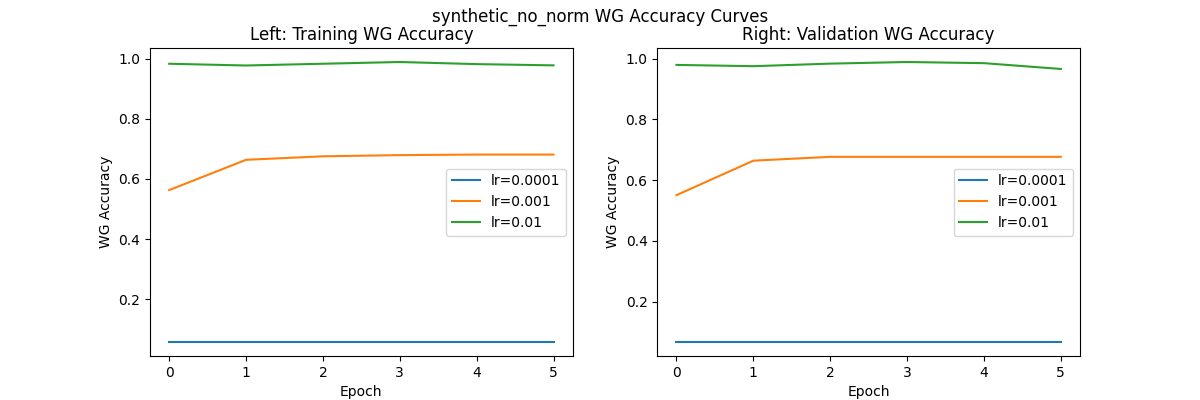 synthetic_no_norm WG Accuracy Curves
Left: Training WG Accuracy
WG Accuracy
1.0
0.8
0.6
0.4
0.2
lr=0.0001
lr=0.001
lr=0.01
0 1 2 3 4 5
Epoch
Right: Validation WG Accuracy
WG Accuracy
1.0
0.8
0.6
0.4
0.2
lr=0.0001
lr=0.001
lr=0.01
0 1 2 3 4 5
Epoch